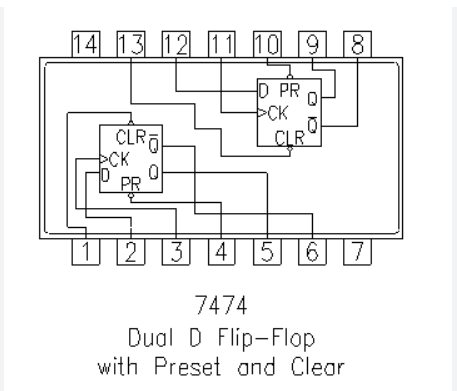 14 13 12 11 10 9 8
D PR Q
CK
Q
CLR
CLR Q
CK
D Q
PR
1 2 3 4 5 6 7
7474
Dual D Flip-Flop
with Preset and Clear